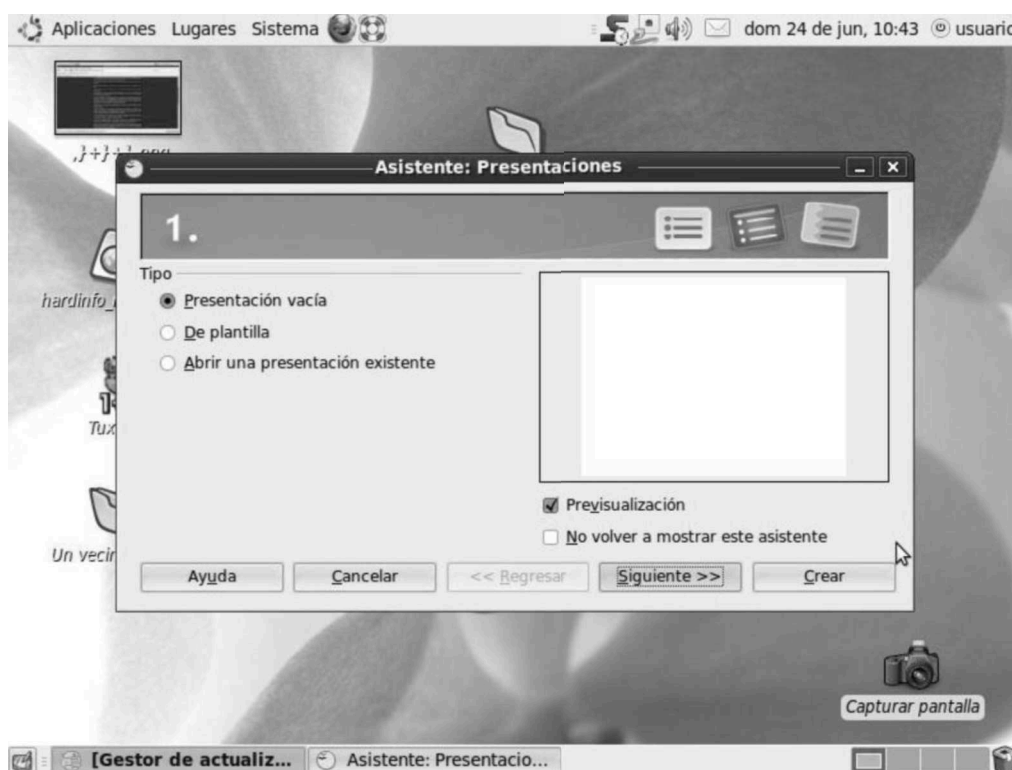 Aplicaciones Lugares Sistema dom 24 de jun, 10:43 usuario
Asistente: Presentaciones
1.
Tipo
Presentación vacía
De plantilla
Abrir una presentación existente
hardinfo_
Tux
Previsualización
No volver a mostrar este asistente
Un vecin
Ayuda Cancelar << Regresar Siguiente >> Crear
Capturar pantalla
[Gestor de actualiz... Asistente: Presentacio...